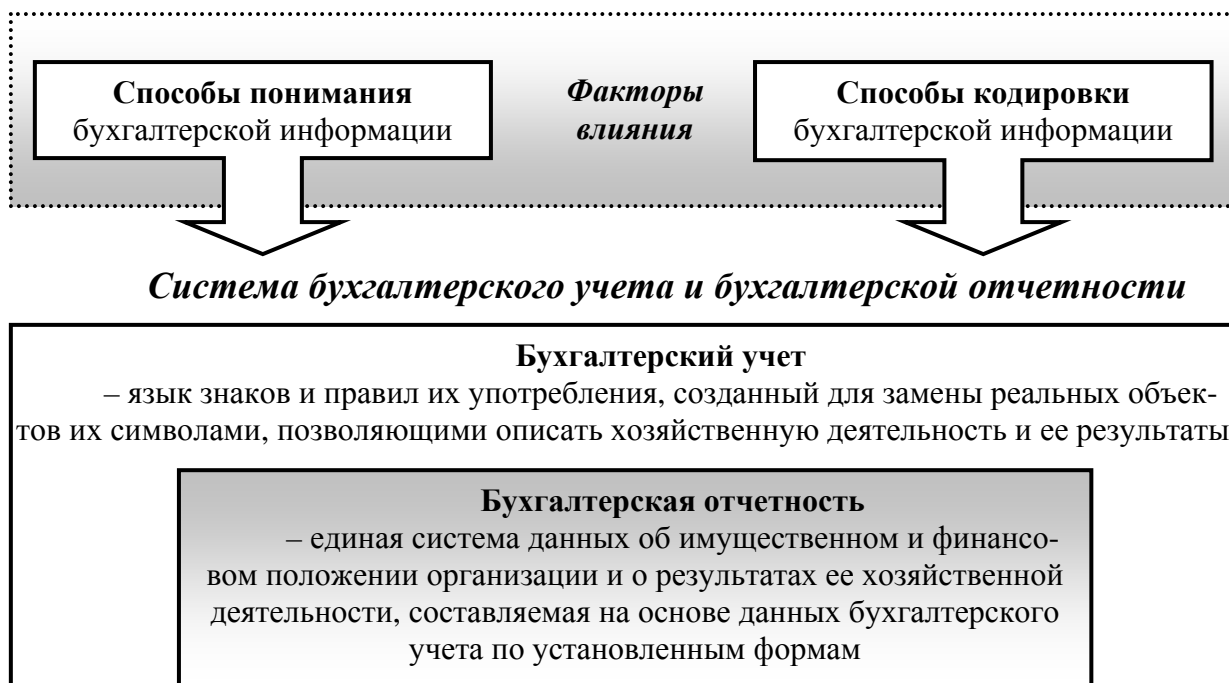 Способы понимания
бухгалтерской информации
Факторы
влияния
Способы кодировки
бухгалтерской информации
Система бухгалтерского учета и бухгалтерской отчетности
Бухгалтерский учет
– язык знаков и правил их употребления, созданный для замены реальных объек-
тов их символами, позволяющими описать хозяйственную деятельность и ее результаты
Бухгалтерская отчетность
– единая система данных об имущественном и финансо-
вом положении организации и о результатах ее хозяйственной
деятельности, составляемая на основе данных бухгалтерского
учета по установленным формам